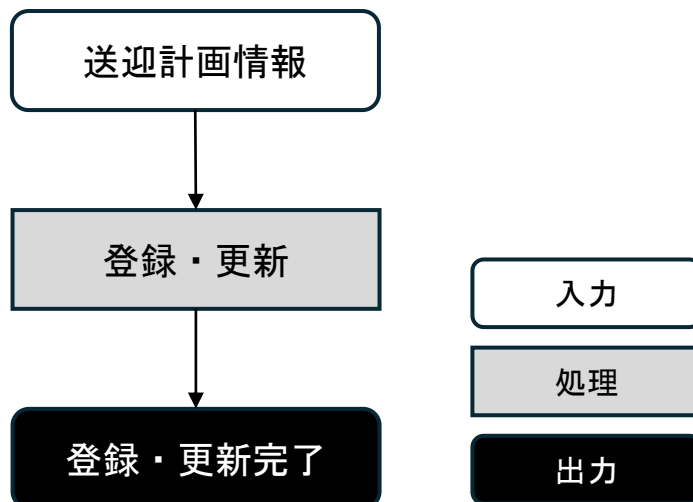 送迎計画情報
登録・更新
登録・更新完了
入力
処理
出力